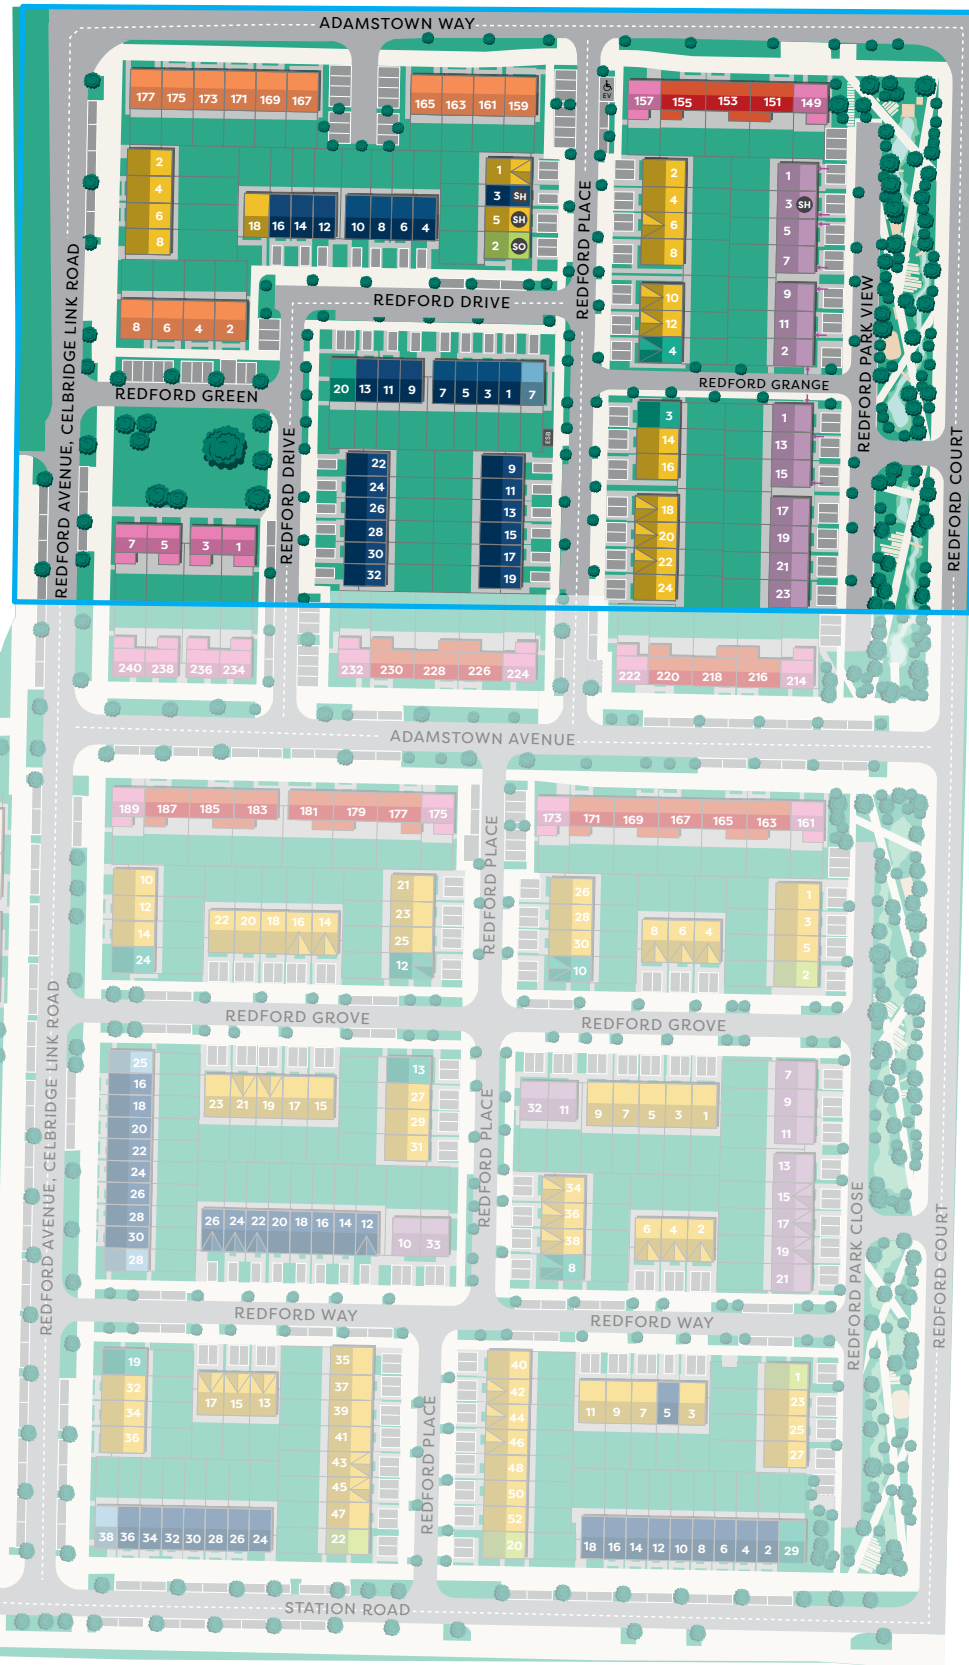 ADAMSTOWN WAY
177 175 173 171 169 167
165 163 161 159
157 155 153 151 149
2
4
6
8
18 16 14 12
10 8 6 4
1
3 SH
5 SH
2 SO
2
4
6
8
10
12
4
1
3 SH
5
7
9
11
2
REDFORD PLACE
REDFORD AVENUE, CELBRIDGE LINK ROAD
REDFORD DRIVE
8 6 4 2
REDFORD GREEN
REDFORD PARK VIEW
REDFORD GRANGE
20 13 11 9
7 5 3 1 7
ESB
REDFORD DRIVE
22
24
26
28
30
32
9
11
13
15
17
19
3
14
16
18
20
22
24
1
13
15
17
19
21
23
REDFORD COURT
7 5 3 1
240 238 236 234
232 230 228 226 224
222 220 218 216 214
ADAMSTOWN AVENUE
189 187 185 183 181 179 177 175
173 171 169 167 165 163 161
REDFORD PLACE
10
12
14
24
22 20 18 16 14
21
23
25
12
26
28
30
10
8 6 4
1
3
5
2
REDFORD GROVE
REDFORD GROVE
REDFORD AVENUE, CELBRIDGE LINK ROAD
25
16
18
20
22
24
26
28
30
28
23 21 19 17 15
13
27
29
31
26 24 22 20 18 16 14 12
10 33
REDFORD PLACE
32 11
9 7 5 3 1
7
9
11
13
15
17
19
21
34
36
38
8
6 4 2
REDFORD PARK CLOSE
REDFORD COURT
REDFORD WAY
REDFORD WAY
19
32
34
36
17 15 13
35
37
39
41
43
45
47
22
38 36 34 32 30 28 26 24
REDFORD PLACE
40
42
44
46
48
50
52
20
11 9 7 5 3
1
23
25
27
18 16 14 12 10 8 6 4 2 29
STATION ROAD